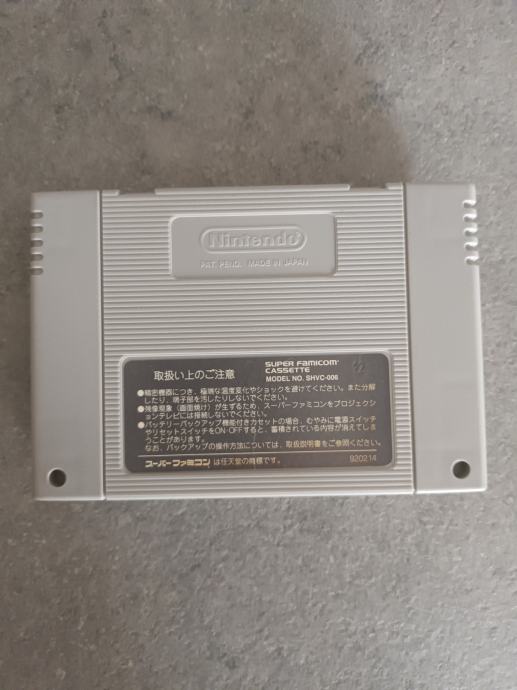 Nintendo
PAT. PEND. MADE IN JAPAN
取扱い上のご注意
SUPER FAMICOM
CASSETTE
MODEL NO. SHVC-006
●精密機器につき、極端な温度変化やショックを避けてください。また分解
したり、端子部を汚したりしないでください。
●残像現象（画面焼け）が生ずるため、スーパーファミコンをプロジェクシ
ョンテレビには接続しないでください。
●バッテリーバックアップ機能付きカセットの場合、むやみに電源スイッチ
やリセットスイッチをON-OFFすると、蓄積されている内容が消えてしま
うことがあります。
なお、バックアップの操作方法については、取扱説明書をご参照ください。
スーパーファミコンは任天堂の商標です。
920214